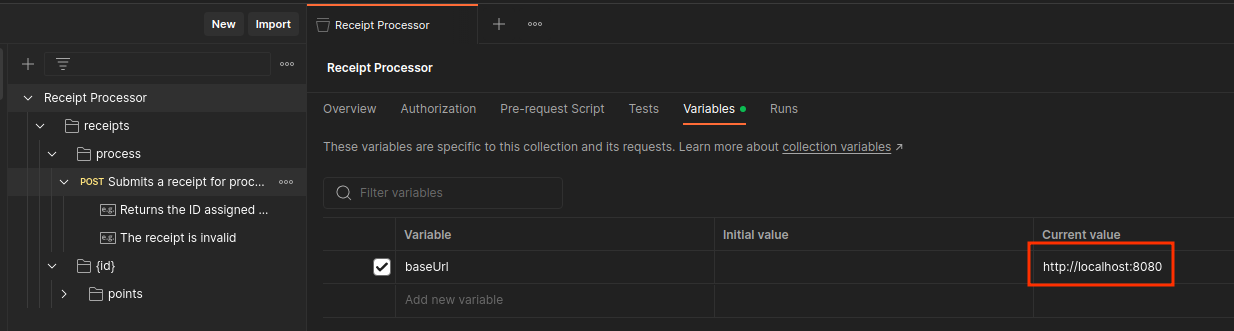 New Import
Receipt Processor
Receipt Processor
Receipt Processor
Overview Authorization Pre-request Script Tests Variables Runs
receipts
These variables are specific to this collection and its requests. Learn more about collection variables ↗
process
POST Submits a receipt for proc...
Filter variables
e.g. Returns the ID assigned ...
e.g. The receipt is invalid
Variable Initial value Current value
{id}
baseUrl http://localhost:8080
points
Add new variable